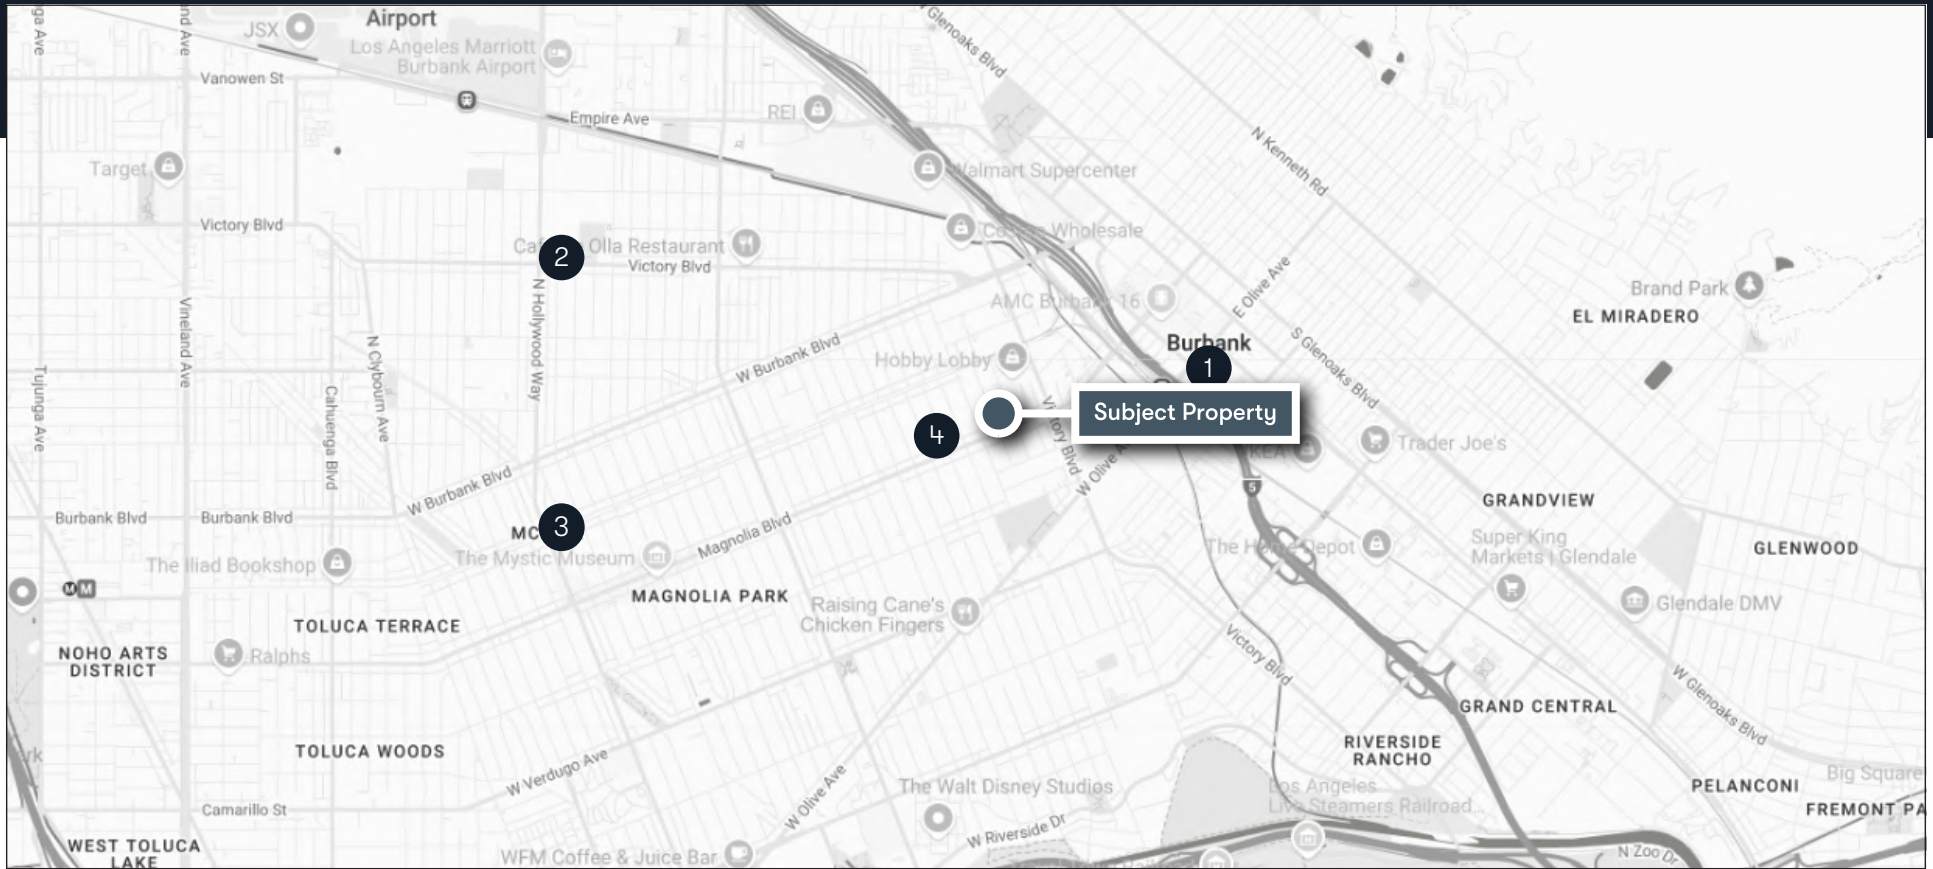 Airport
JSX
Los Angeles Marriott
Burbank Airport
N Glenoaks Blvd
Vanowen St
Empire Ave
REI
Target
Walmart Supercenter
N Kenneth Rd
Victory Blvd
Olla Restaurant
2
Victory Blvd
Wholesale
Brand Park
EL MIRADERO
E Olive Ave
AMC Burbank 16
Burbank
1
N Hollywood Way
Vineland Ave
N Clybourn Ave
Tujunga Ave
Cahuenga Blvd
W Burbank Blvd
Hobby Lobby
S Glenoaks Blvd
Subject Property
4
Victory Blvd
W Olive
IKEA
Trader Joe's
5
W Burbank Blvd
GRANDVIEW
Burbank Blvd
Burbank Blvd
MC
3
Magnolia Blvd
The Mystic Museum
The Iliad Bookshop
The Home Depot
Super King
Markets | Glendale
GLENWOOD
M M
MAGNOLIA PARK
Raising Cane's
Chicken Fingers
Glendale DMV
TOLUCA TERRACE
NOHO ARTS
DISTRICT
Ralphs
Victory Blvd
W Glenoaks Blvd
GRAND CENTRAL
TOLUCA WOODS
RIVERSIDE
RANCHO
W Verdugo Ave
W Olive Ave
The Walt Disney Studios
Los Angeles
Live Steamers Railroad...
PELANCONI
Big Square
FREMONT PA
Camarillo St
W Riverside Dr
WEST TOLUCA
LAKE
WFM Coffee & Juice Bar
N Zoo Dr